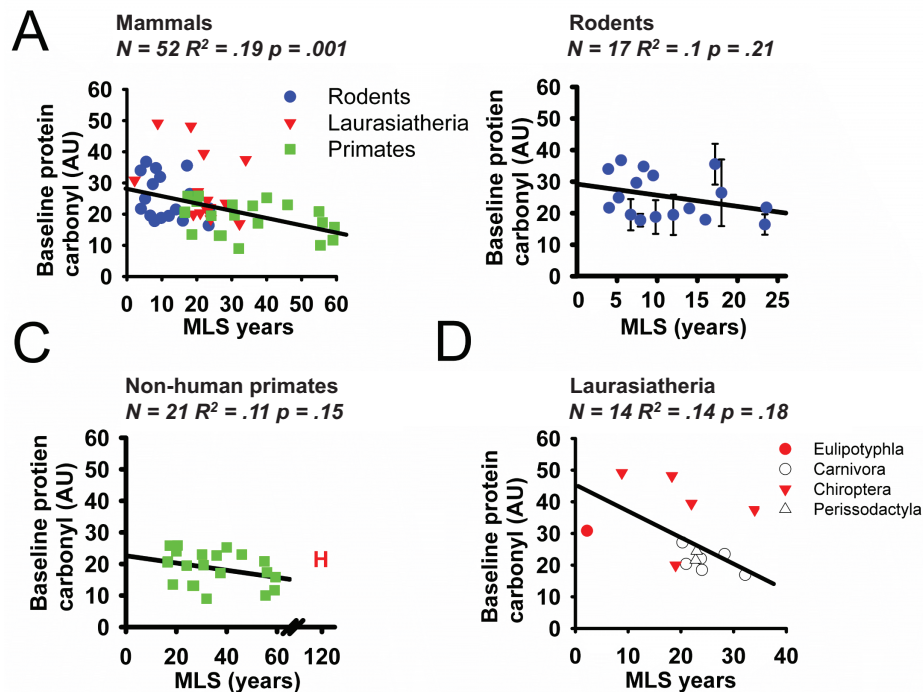 A
Mammals
N = 52 R² = .19 p = .001
Baseline protein
carbonyl (AU)
60
50
40
30
20
10
0
0 10 20 30 40 50 60
MLS years
Rodents
Laurasiatheria
Primates
Rodents
N = 17 R² = .1 p = .21
Baseline protien
carbonyl (AU)
60
50
40
30
20
10
0
0 5 10 15 20 25
MLS (years)
C
Non-human primates
N = 21 R² = .11 p = .15
Baseline protien
carbonyl (AU)
60
50
40
30
20
10
0
H
0 20 40 60 120
MLS (years)
D
Laurasiatheria
N = 14 R² = .14 p = .18
Baseline protein
carbonyl (AU)
60
50
40
30
20
10
0
0 20 20 30 40
MLS years
Eulipotyphla
Carnivora
Chiroptera
Perissodactyla